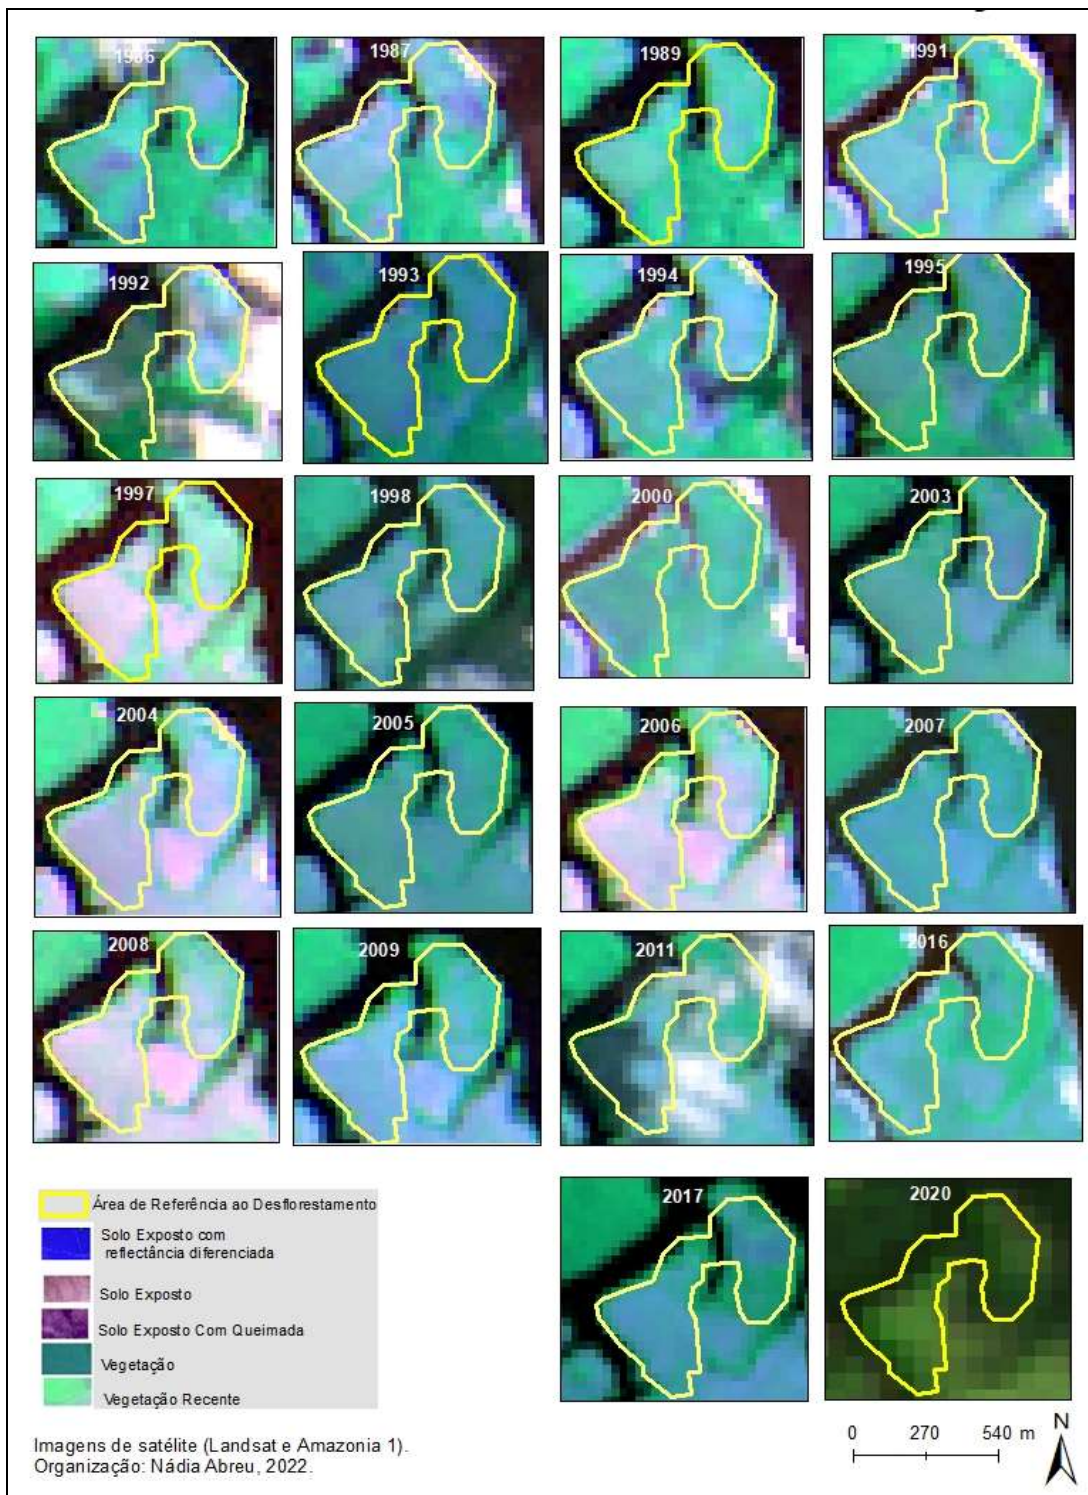 1986
1987
1989
1991
1992
1993
1994
1995
1997
1998
2000
2003
2004
2005
2006
2007
2008
2009
2011
2016
2017
2020
Área de Referência ao Desflorestamento
Solo Exposto com
reflectância diferenciada
Solo Exposto
Solo Exposto Com Queimada
Vegetação
Vegetação Recente
Imagens de satélite (Landsat e Amazonia 1).
Organização: Nádia Abreu, 2022.
0 270 540 m
N